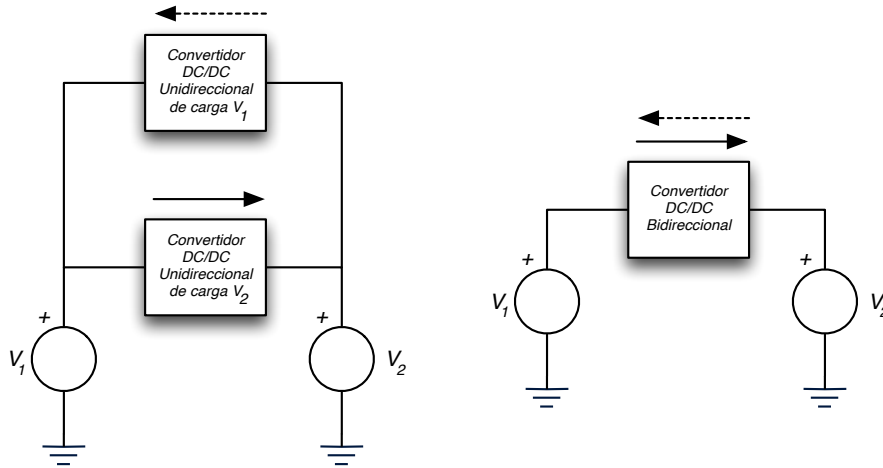 Convertidor
DC/DC
Unidireccional
de carga V1
Convertidor
DC/DC
Unidireccional
de carga V2
+
+
V1
V2
Convertidor
DC/DC
Bidireccional
+
+
V1
V2